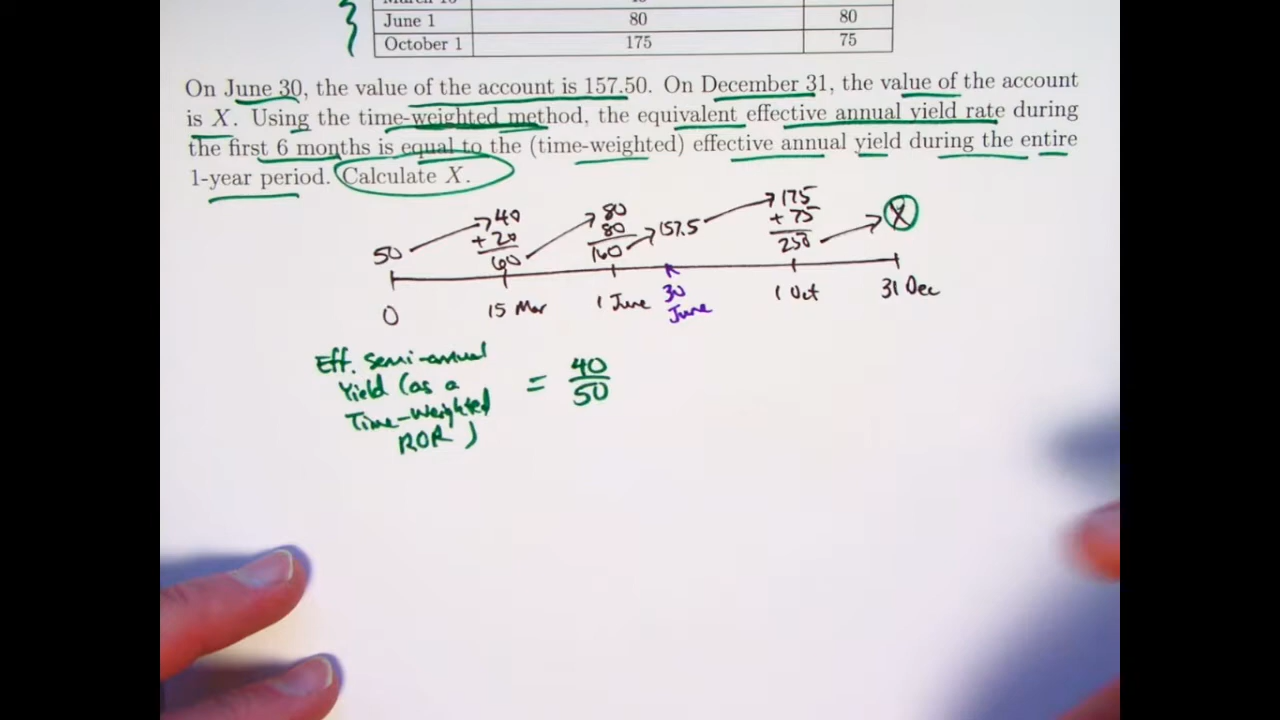 June 1 80 80
October 1 175 75
On June 30, the value of the account is 157.50. On December 31, the value of the account
is X. Using the time-weighted method, the equivalent effective annual yield rate during
the first 6 months is equal to the (time-weighted) effective annual yield during the entire
1-year period. Calculate X.
50 40 + 20 60 80 80 160 157.5 175 + 75 250 X
0 15 Mar 1 June 30 June 1 Oct 31 Dec
Eff. Semi-annual
Yield (as a
Time-Weighted
ROR)
= 40/50